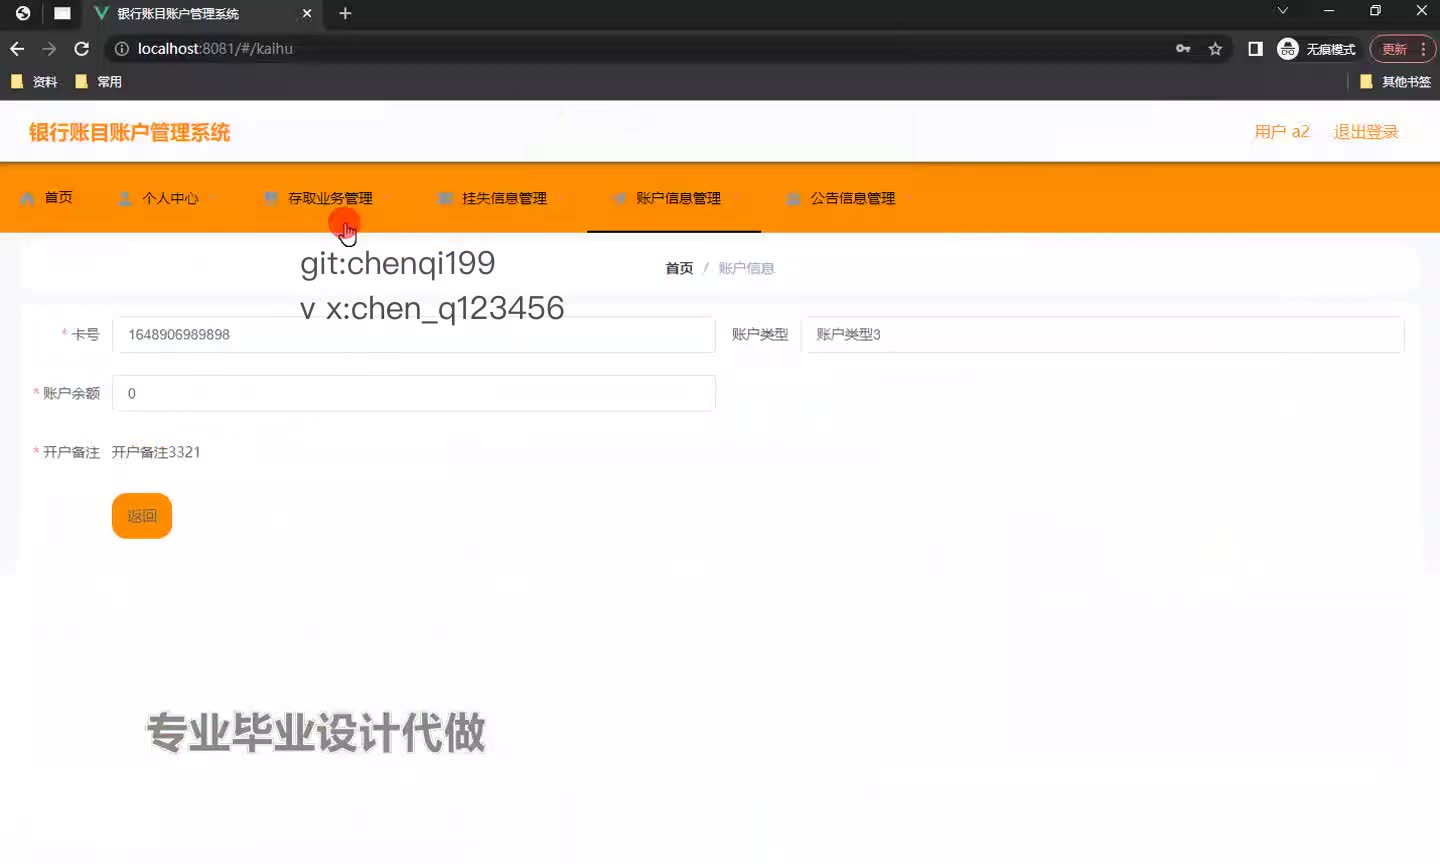 银行账目账户管理系统
localhost:8081/#/kaihu
无痕模式
更新
资料
常用
其他书签
银行账目账户管理系统
用户 a2
退出登录
首页
个人中心
存取业务管理
挂失信息管理
账户信息管理
公告信息管理
git:chenqi199
首页 / 账户信息
v x:chen_q123456
* 卡号
1648906989898
账户类型
账户类型3
* 账户余额
0
* 开户备注
开户备注3321
返回
专业毕业设计代做